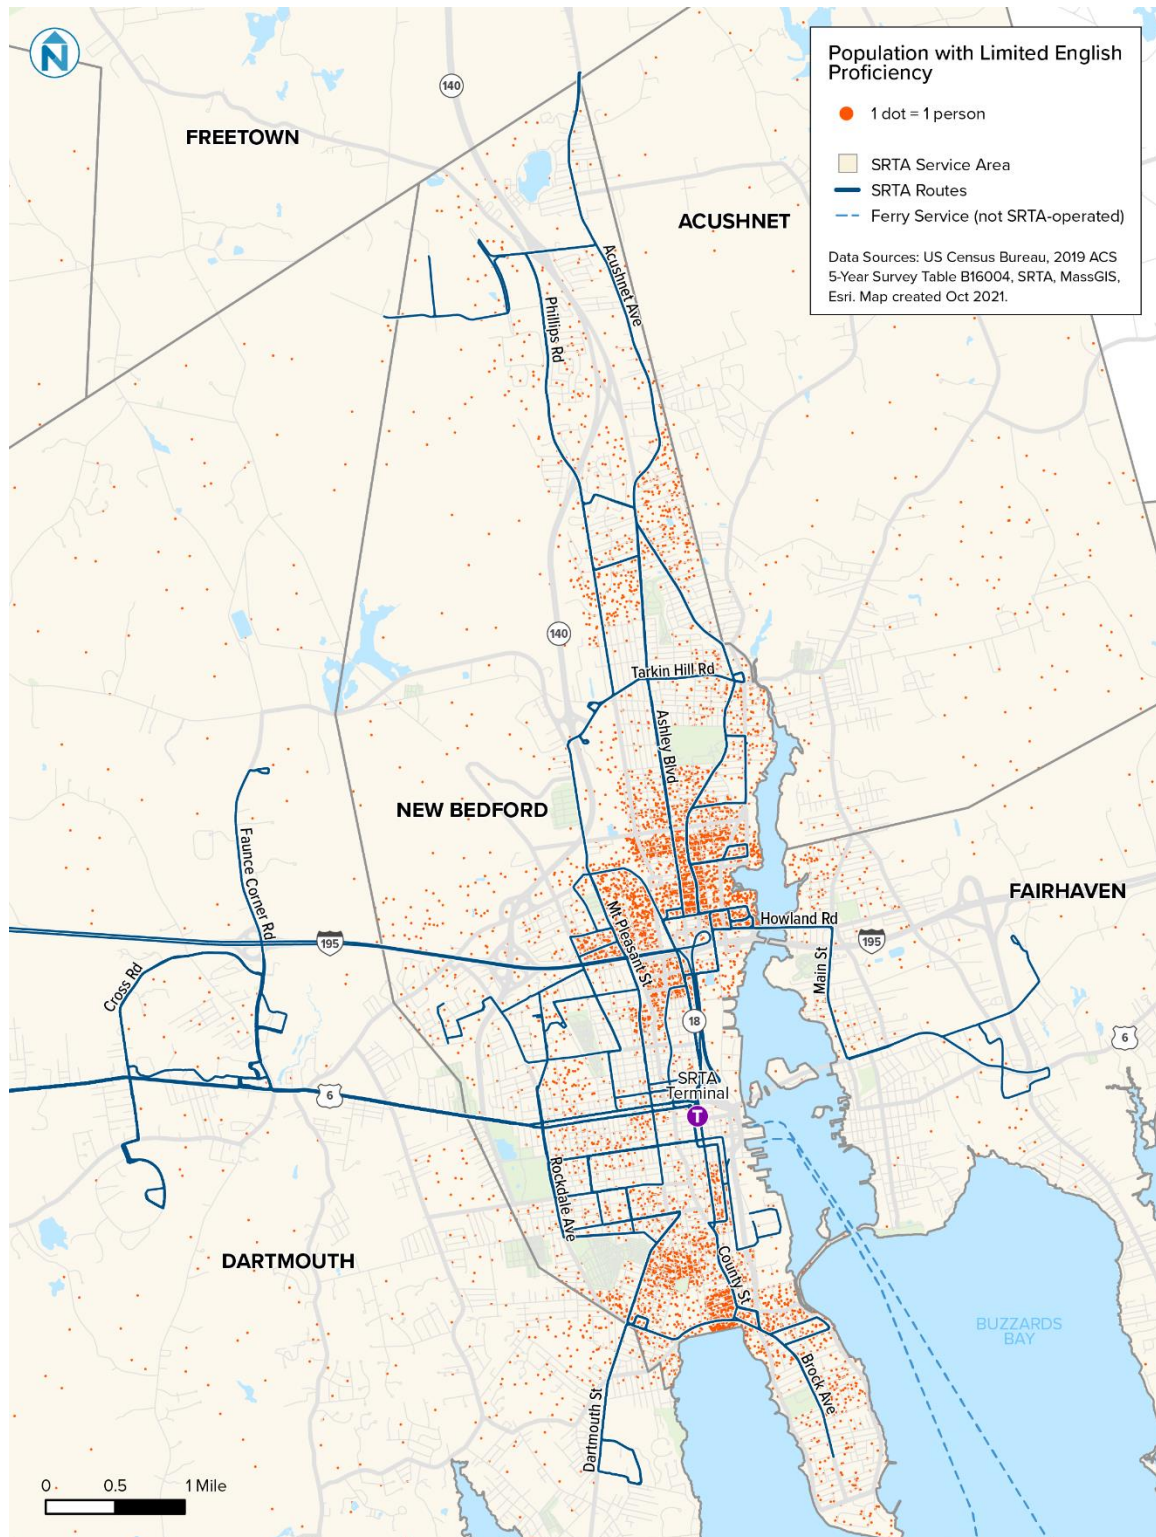 N
Population with Limited English
Proficiency
1 dot = 1 person
SRTA Service Area
SRTA Routes
Ferry Service (not SRTA-operated)
Data Sources: US Census Bureau, 2019 ACS
5-Year Survey Table B16004, SRTA, MassGIS,
Esri. Map created Oct 2021.
140
FREETOWN
ACUSHNET
Acushnet Ave
Phillips Rd
140
Tarkin Hill Rd
Ashley Blvd
NEW BEDFORD
Faunce Corner Rd
FAIRHAVEN
Mt Pleasant St
Howland Rd
195
195
Cross Rd
Main St
18
6
SRTA
Terminal
T
6
Rockdale Ave
DARTMOUTH
County St
BUZZARDS
BAY
Brock Ave
Dartmouth St
0 0.5 1 Mile